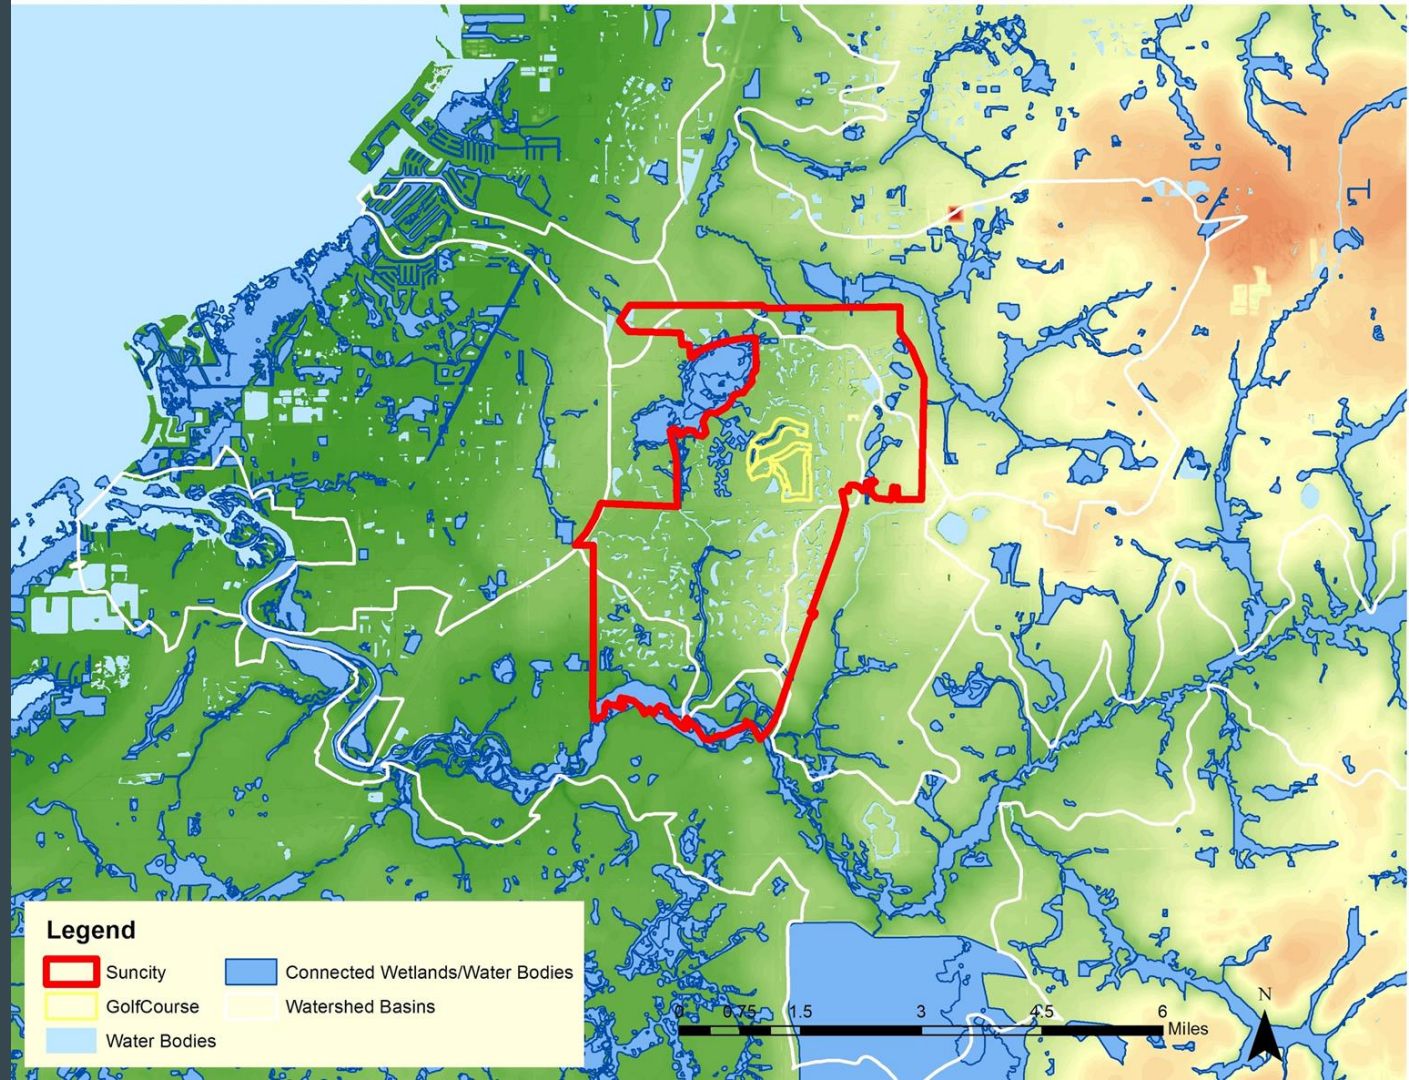 Legend
Suncity
Connected Wetlands/Water Bodies
GolfCourse
Watershed Basins
Water Bodies
0 0.75 1.5 3 4.5 6
Miles
N